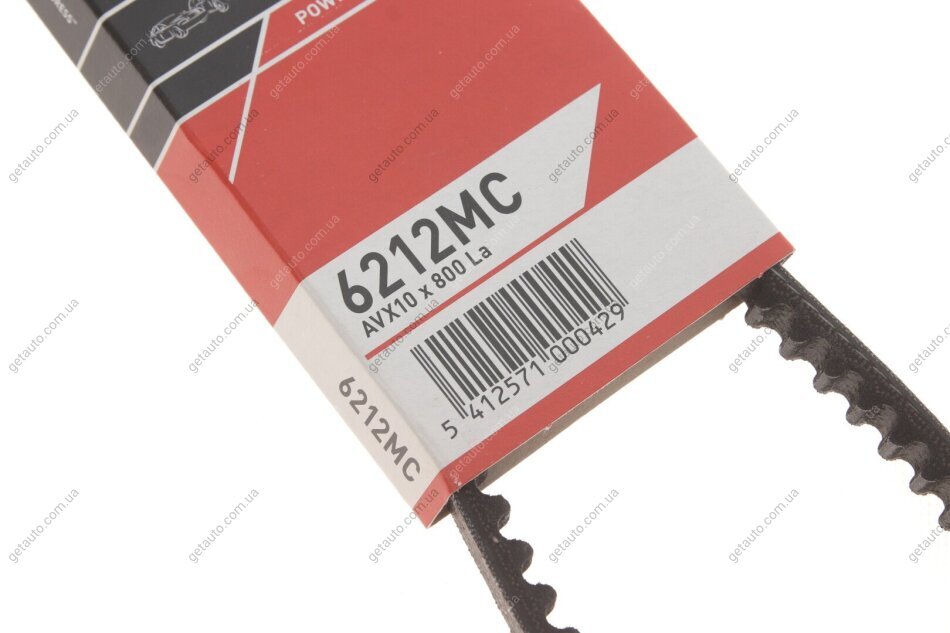 POW
6212MC
AVX10 x 800 La
5 412571 000429
6212MC
getauto.com.ua